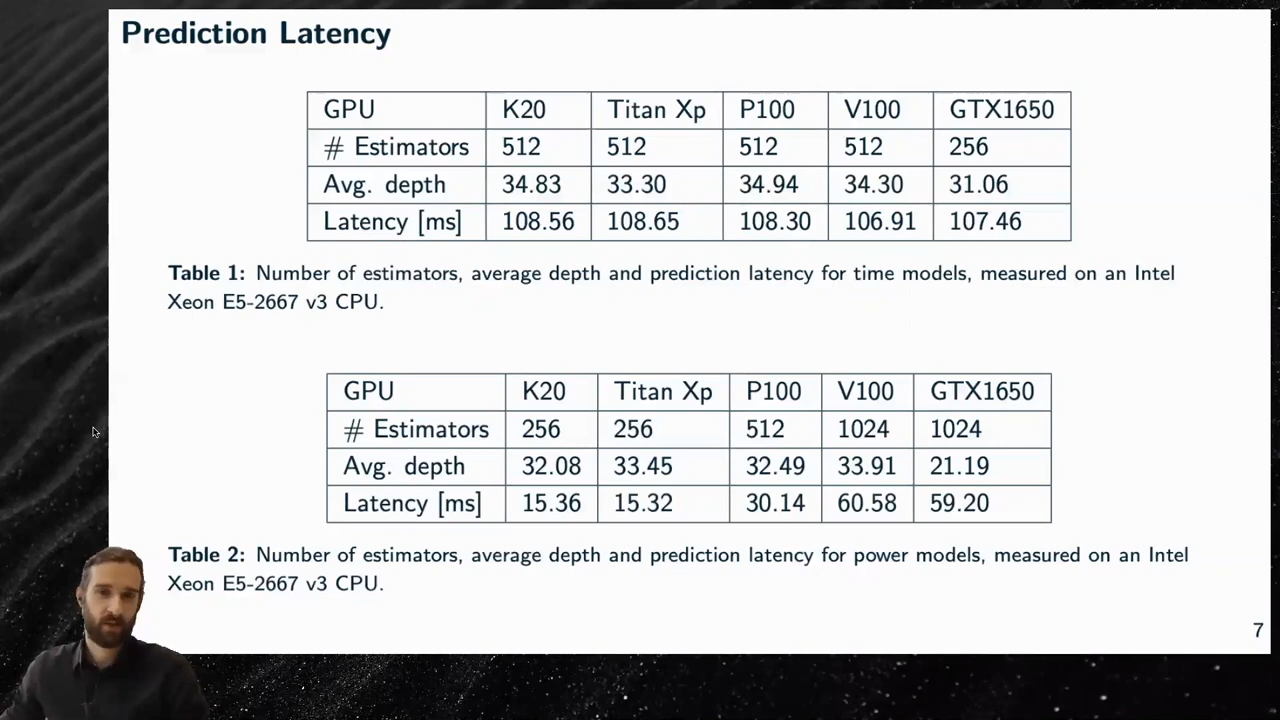 Prediction Latency
GPU K20 Titan Xp P100 V100 GTX1650
# Estimators 512 512 512 512 256
Avg. depth 34.83 33.30 34.94 34.30 31.06
Latency [ms] 108.56 108.65 108.30 106.91 107.46
Table 1: Number of estimators, average depth and prediction latency for time models, measured on an Intel
Xeon E5-2667 v3 CPU.
GPU K20 Titan Xp P100 V100 GTX1650
# Estimators 256 256 512 1024 1024
Avg. depth 32.08 33.45 32.49 33.91 21.19
Latency [ms] 15.36 15.32 30.14 60.58 59.20
Table 2: Number of estimators, average depth and prediction latency for power models, measured on an Intel
Xeon E5-2667 v3 CPU.
7